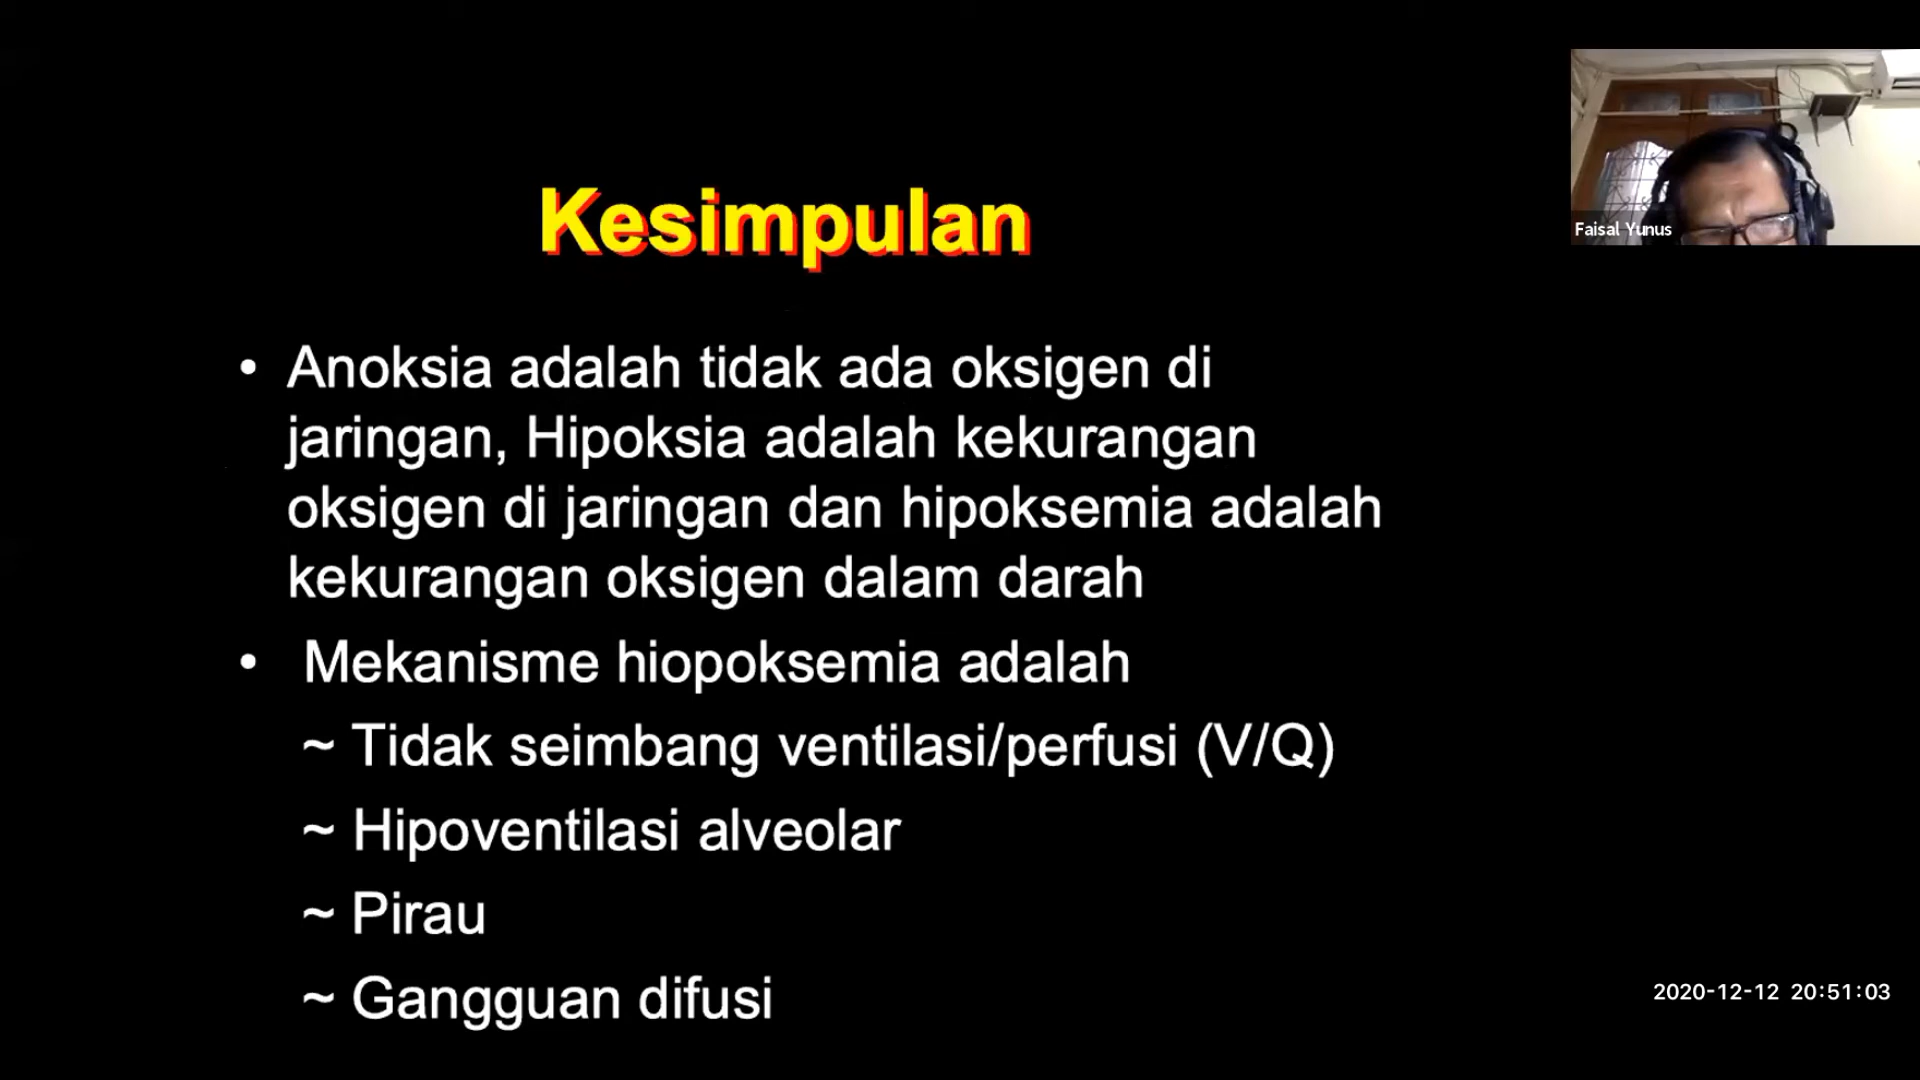 Kesimpulan
• Anoksia adalah tidak ada oksigen di
jaringan, Hipoksia adalah kekurangan
oksigen di jaringan dan hipoksemia adalah
kekurangan oksigen dalam darah
• Mekanisme hiopoksemia adalah
~ Tidak seimbang ventilasi/perfusi (V/Q)
~ Hipoventilasi alveolar
~ Pirau
~ Gangguan difusi
Faisal Yunus
2020-12-12 20:51:03